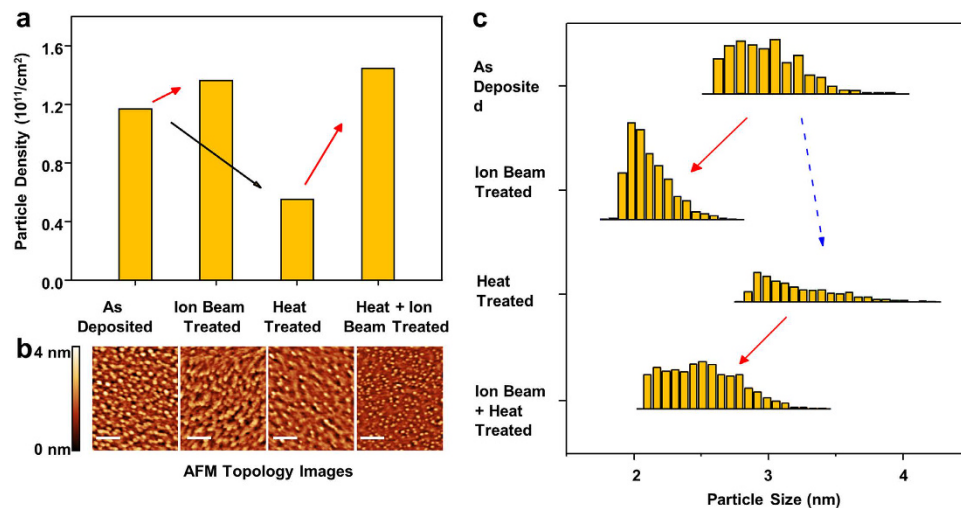 a
Particle Density (10¹¹/cm²)
1.6
1.2
0.8
0.4
0.0
As
Deposited
Ion Beam
Treated
Heat
Treated
Heat + Ion
Beam Treated
b
4 nm
0 nm
AFM Topology Images
c
As
Deposite
d
Ion Beam
Treated
Heat
Treated
Ion Beam
+ Heat
Treated
2
3
4
Particle Size (nm)